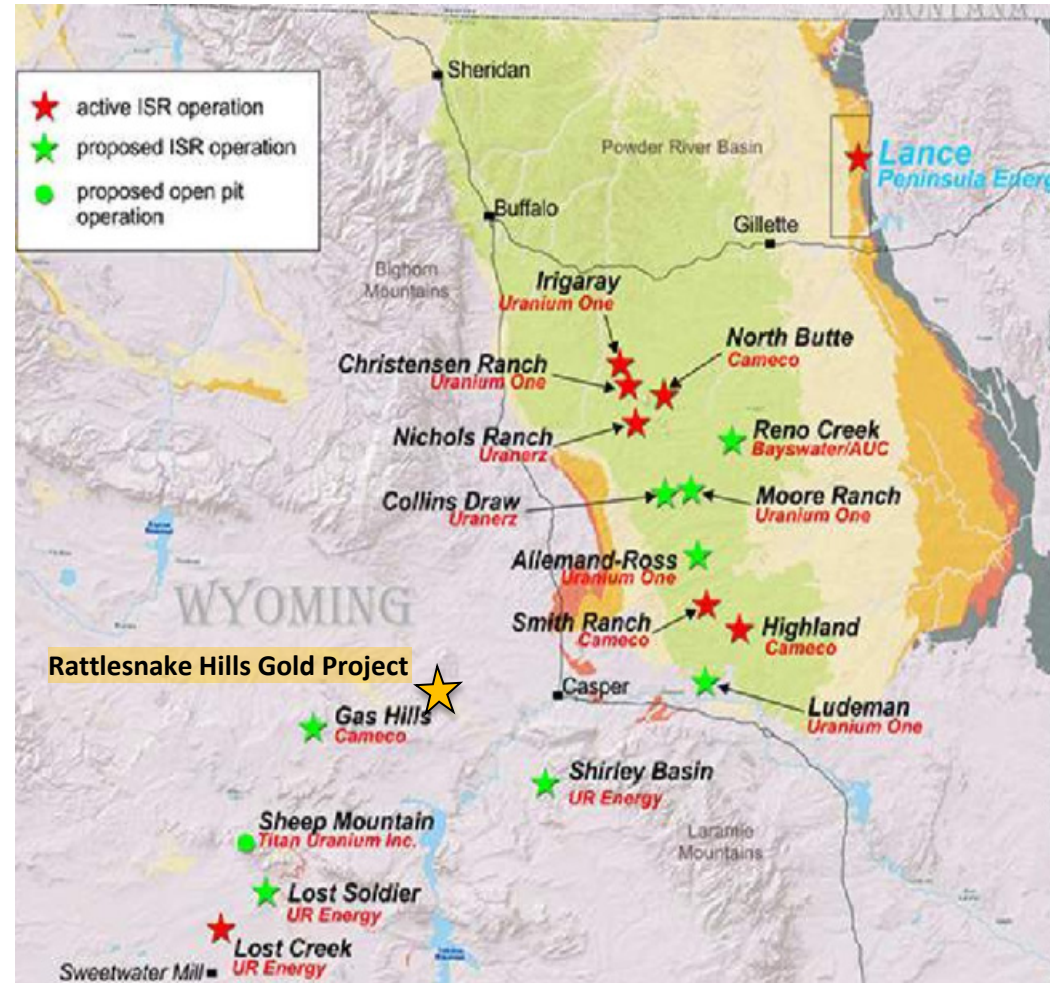 MONTANA
Sheridan
active ISR operation
proposed ISR operation
proposed open pit
operation
Powder River Basin
Lance
Peninsula Energ
Buffalo
Gillette
Bighorn
Mountains
Irigaray
Uranium One
North Butte
Cameco
Christensen Ranch
Uranium One
Nichols Ranch
Uranerz
Reno Creek
Bayswater/AUC
Collins Draw
Uranerz
Moore Ranch
Uranium One
Allemand-Ross
Uranium One
WYOMING
Smith Ranch
Cameco
Highland
Cameco
Rattlesnake Hills Gold Project
Casper
Gas Hills
Cameco
Ludeman
Uranium One
Shirley Basin
UR Energy
Sheep Mountain
Titan Uranium Inc.
Laramie
Mountains
Lost Soldier
UR Energy
Lost Creek
UR Energy
Sweetwater Mill